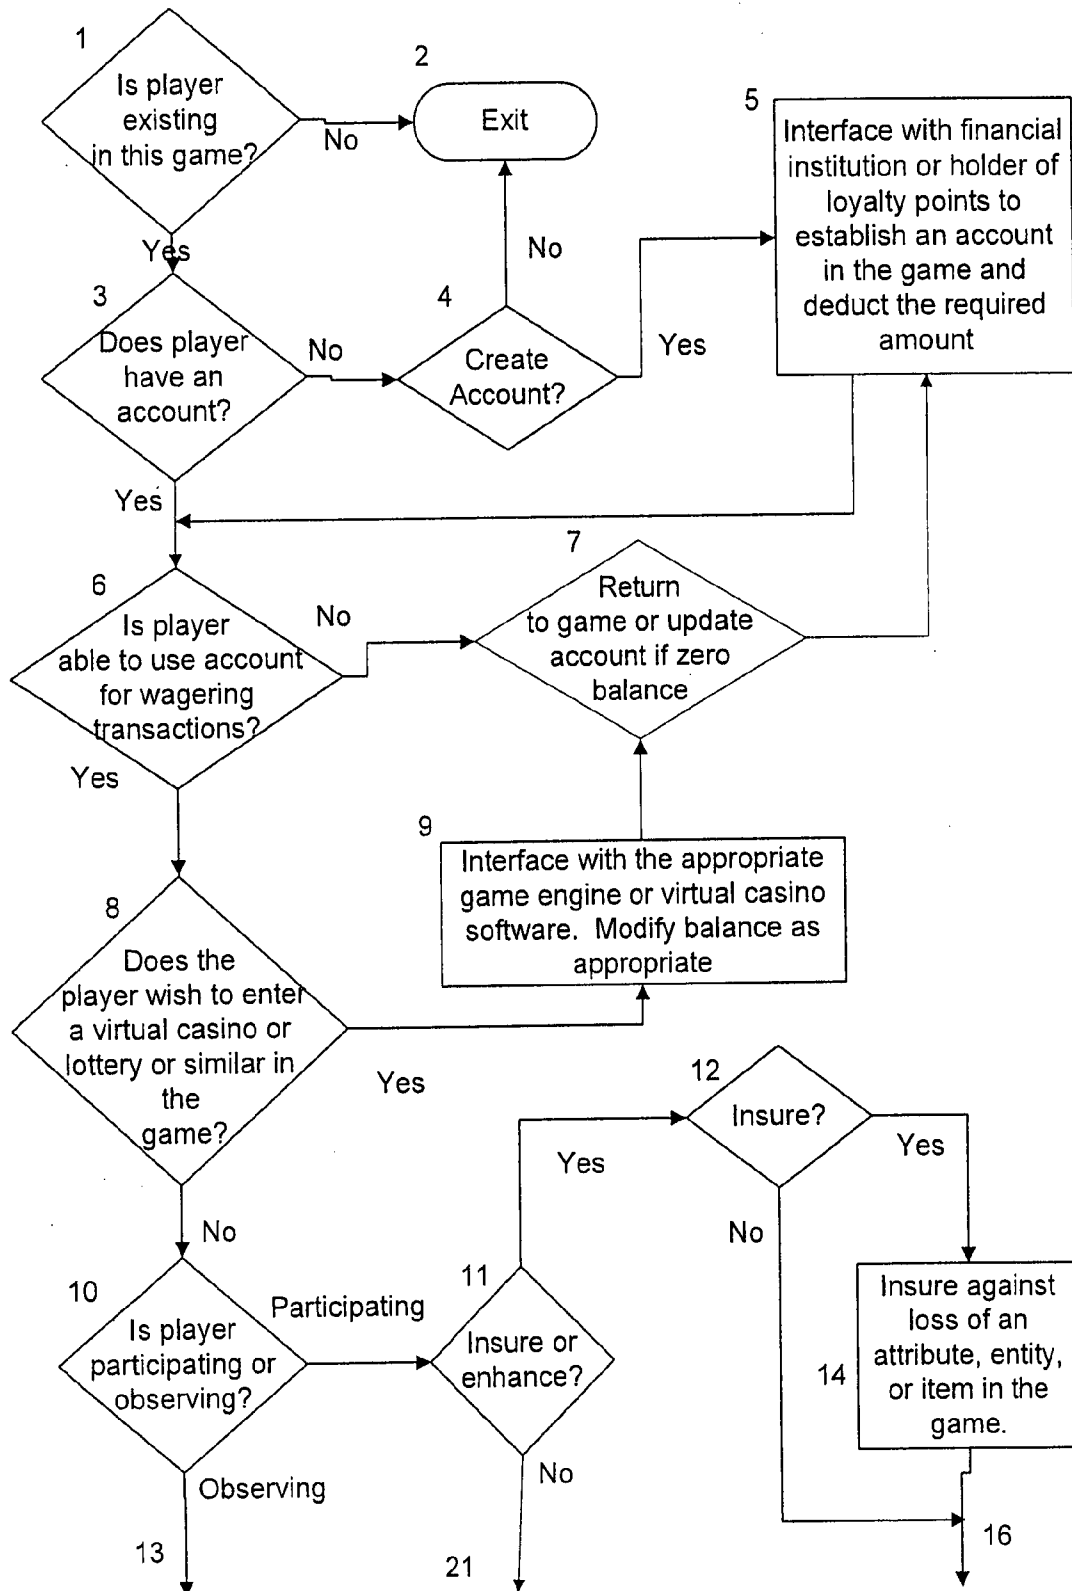 1
Is player
existing
in this game?
No
Yes
2
Exit
3
Does player
have an
account?
No
Yes
4
Create
Account?
No
Yes
5
Interface with financial
institution or holder of
loyalty points to
establish an account
in the game and
deduct the required
amount
6
Is player
able to use account
for wagering
transactions?
No
Yes
7
Return
to game or update
account if zero
balance
8
Does the
player wish to enter
a virtual casino or
lottery or similar in
the
game?
Yes
No
9
Interface with the appropriate
game engine or virtual casino
software. Modify balance as
appropriate
10
Is player
participating or
observing?
Participating
Observing
13
11
Insure or
enhance?
Yes
No
21
12
Insure?
Yes
No
14
Insure against
loss of an
attribute, entity,
or item in the
game.
16